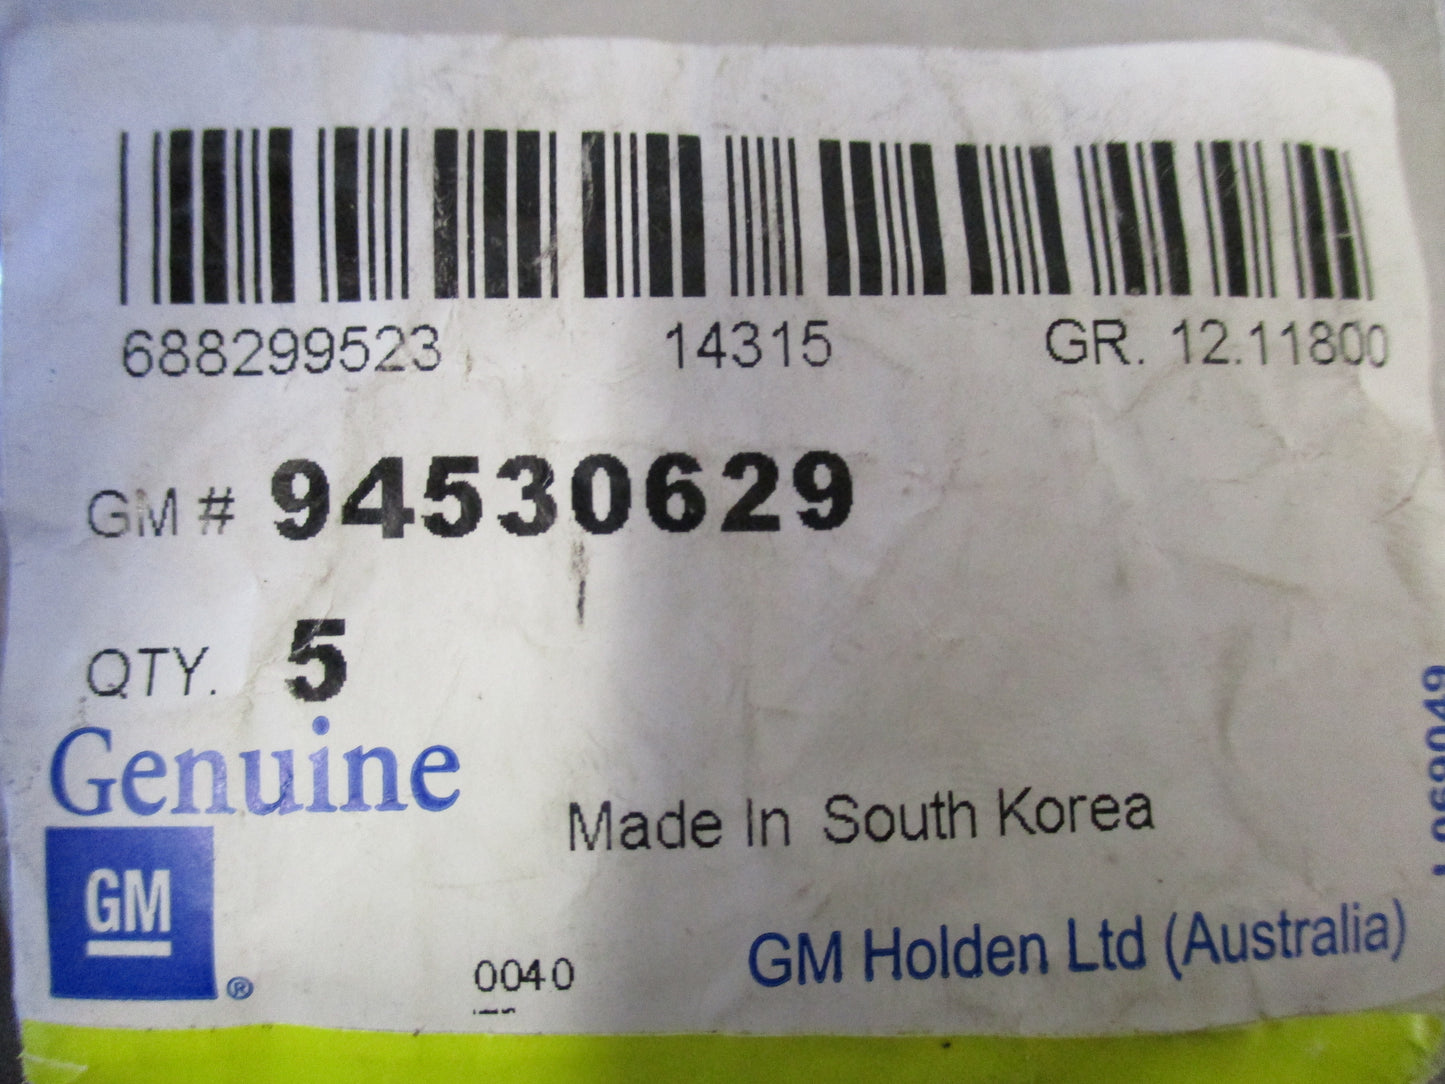 688299523 14315 GR. 12.11800
GM # 94530629
QTY. 5
Genuine
Made In South Korea
GM
®
0040
GM Holden Ltd (Australia)